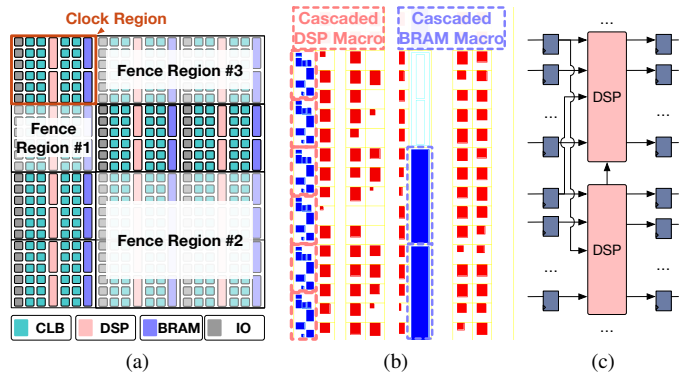 Clock Region
Fence Region #3
Fence
Region #1
Fence Region #2
CLB
DSP
BRAM
IO
(a)
Cascaded
DSP Macro
Cascaded
BRAM Macro
(b)
...
DSP
...
...
DSP
...
...
...
(c)